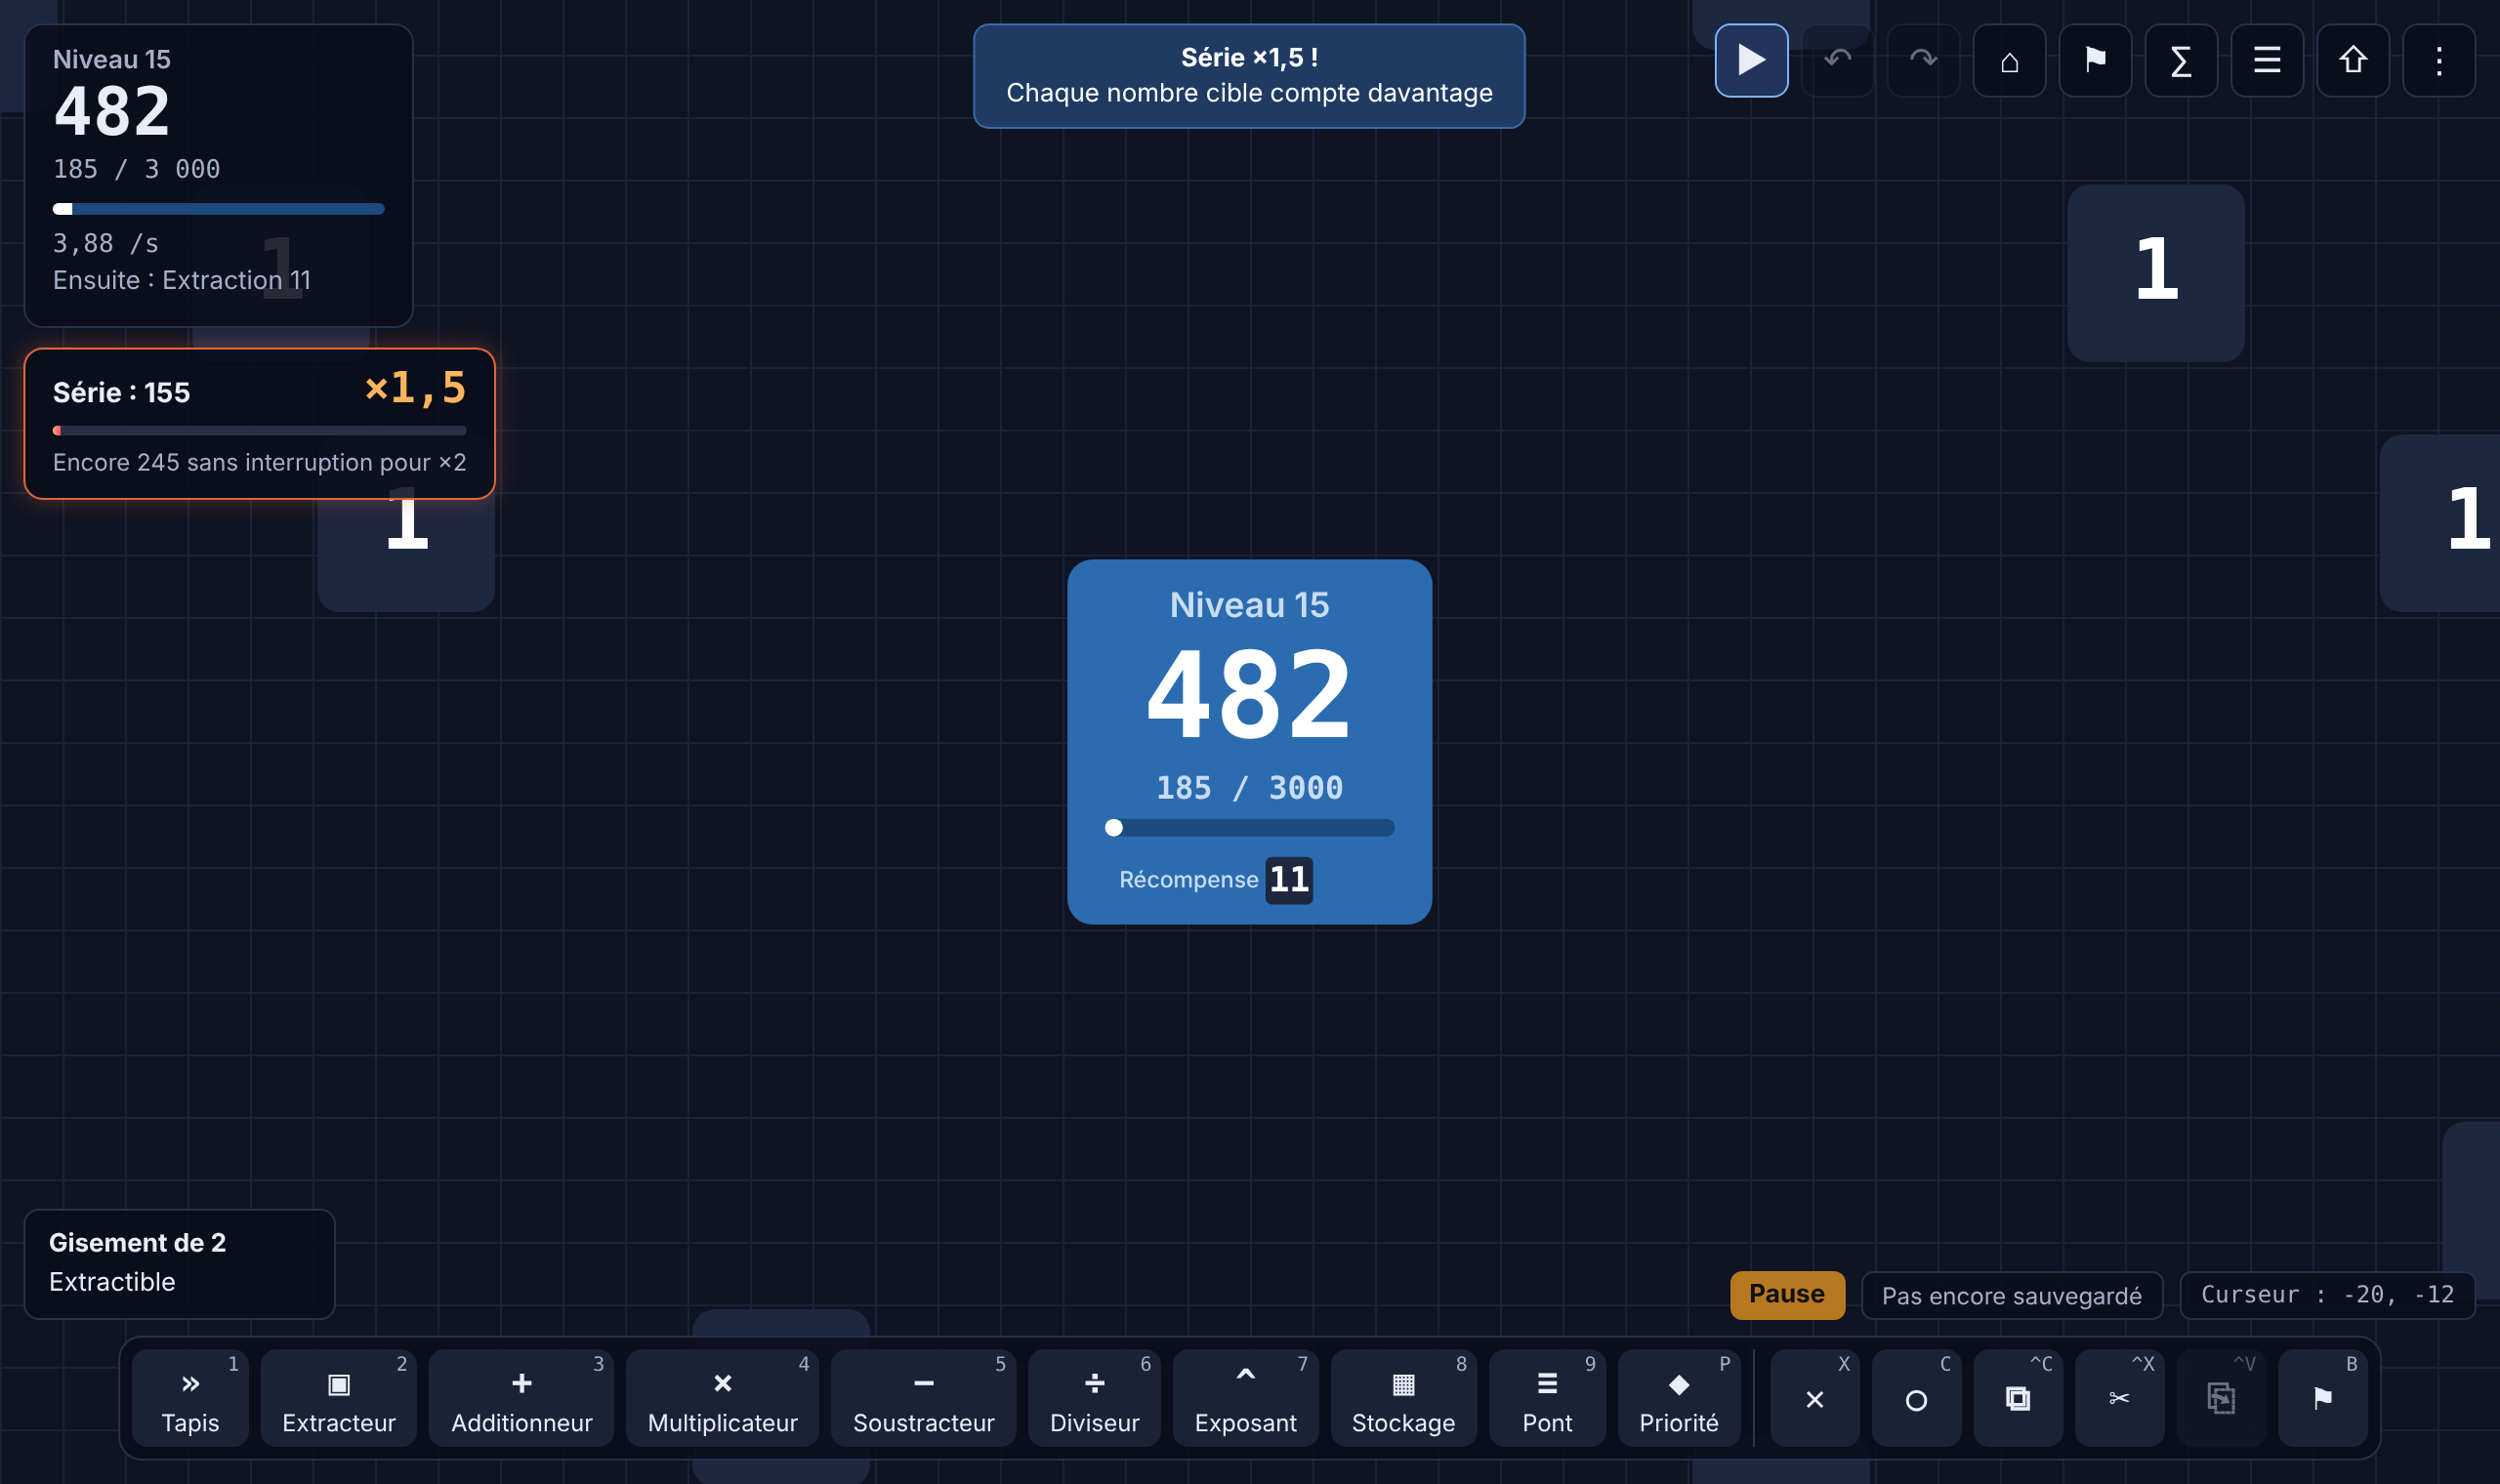 Niveau 15
482
185 / 3 000
3,88 /s
Ensuite : Extraction 11
1
Série ×1,5 !
Chaque nombre cible compte davantage
Série : 155
×1,5
Encore 245 sans interruption pour ×2
1
1
1
Niveau 15
482
185 / 3000
Récompense 11
Gisement de 2
Extractible
Pause
Pas encore sauvegardé
Curseur : -20, -12
» 1
Tapis
2
Extracteur
+ 3
Additionneur
× 4
Multiplicateur
− 5
Soustracteur
÷ 6
Diviseur
^ 7
Exposant
8
Stockage
9
Pont
P
Priorité
X
C
^C
^X
^V
B